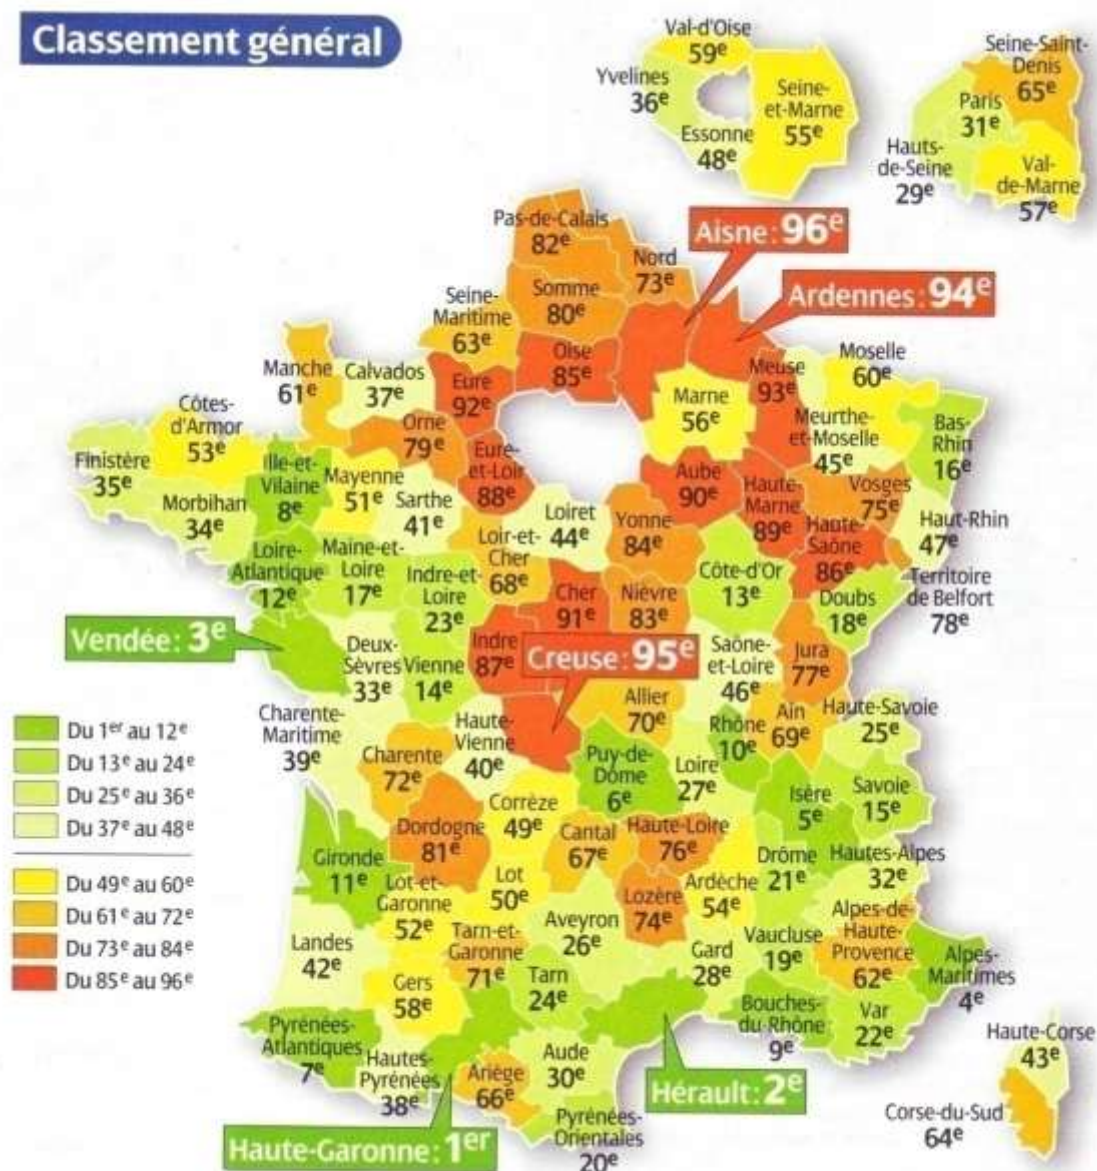 Classement général
Val-d'Oise
59e
Yvelines
36e
Seine-
et-Marne
55e
Essonne
48e
Seine-Saint-
Denis
65e
Paris
31e
Hauts-
de-Seine
29e
Val-
de-Marne
57e
Pas-de-Calais
82e
Aisne: 96e
Nord
73e
Ardennes: 94e
Somme
80e
Seine-
Maritime
63e
Oise
85e
Manche
61e
Calvados
37e
Eure
92e
Marne
56e
Meuse
93e
Moselle
60e
Meurthe-
et-Moselle
45e
Bas-
Rhin
16e
Côtes-
d'Armor
53e
Orne
79e
Finistère
35e
Ille-et-
Vilaine
8e
Mayenne
51e
Eure-
et-Loir
88e
Aube
90e
Haute-
Marne
89e
Vosges
75e
Morbihan
34e
Sarthe
41e
Loiret
44e
Yonne
84e
Haute-
Saône
86e
Haut-Rhin
47e
Loire-
Atlantique
12e
Maine-et-
Loire
17e
Indre-et-
Loire
23e
Loir-et-
Cher
68e
Cher
91e
Nièvre
83e
Côte-d'Or
13e
Doubs
18e
Territoire
de Belfort
78e
Vendée: 3e
Deux-
Sèvres
33e
Vienne
14e
Indre
87e
Creuse: 95e
Saône-
et-Loire
46e
Jura
77e
Allier
70e
Charente-
Maritime
39e
Charente
72e
Haute-
Vienne
40e
Puy-de-
Dôme
6e
Rhône
10e
Loire
27e
Ain
69e
Haute-Savoie
25e
Savoie
15e
Isère
5e
Du 1er au 12e
Du 13e au 24e
Du 25e au 36e
Du 37e au 48e
Du 49e au 60e
Du 61e au 72e
Du 73e au 84e
Du 85e au 96e
Corrèze
49e
Dordogne
81e
Cantal
67e
Haute-Loire
76e
Gironde
11e
Lot-et-
Garonne
52e
Lot
50e
Lozère
74e
Ardèche
54e
Drôme
21e
Hautes-Alpes
32e
Landes
42e
Tarn-et-
Garonne
71e
Aveyron
26e
Gard
28e
Vaucluse
19e
Alpes-de-
Haute-
Provence
62e
Alpes-
Maritimes
4e
Gers
58e
Tarn
24e
Bouches-
du-Rhône
9e
Var
22e
Pyrénées-
Atlantiques
7e
Hautes-
Pyrénées
38e
Ariège
66e
Aude
30e
Hérault: 2e
Haute-Corse
43e
Corse-du-Sud
64e
Haute-Garonne: 1er
Pyrénées-
Orientales
20e